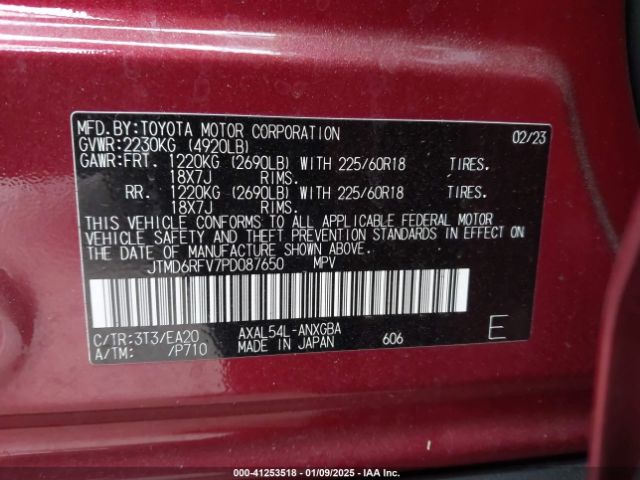 MFD.BY:TOYOTA MOTOR CORPORATION 02/23
GVWR:2230KG (4920LB)
GAWR:FRT. 1220KG (2690LB) WITH 225/60R18 TIRES.
18X7J RIMS.
RR. 1220KG (2690LB) WITH 225/60R18 TIRES.
18X7J RIMS.
THIS VEHICLE CONFORMS TO ALL APPLICABLE FEDERAL MOTOR
VEHICLE SAFETY AND THEFT PREVENTION STANDARDS IN EFFECT ON
THE DATE OF MANUFACTURE SHOWN ABOVE.
JTMD6RFV7PD087650 MPV
C/TR:3T3/EA20 AXAL54L-ANXGBA
A/TM: /P710 MADE IN JAPAN 606 E
000-41253518 - 01/09/2025 - IAA Inc.